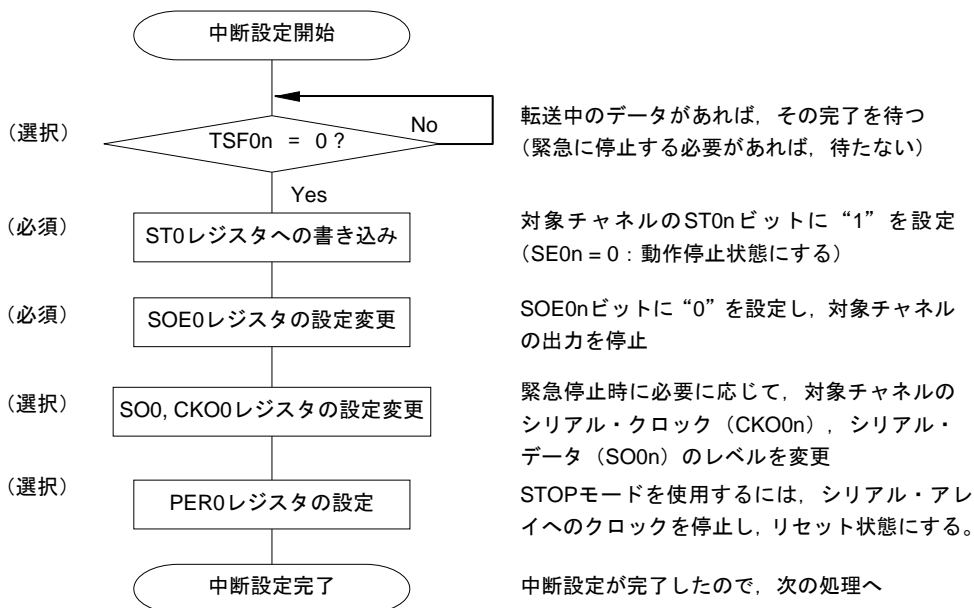 中断設定開始
(選択)
TSF0n = 0 ?
No
転送中のデータがあれば，その完了を待つ
（緊急に停止する必要があれば，待たない）
Yes
(必須)
ST0レジスタへの書き込み
対象チャネルのST0nビットに“1”を設定
（SE0n = 0：動作停止状態にする）
(必須)
SOE0レジスタの設定変更
SOE0nビットに“0”を設定し，対象チャネル
の出力を停止
(選択)
SO0, CKO0レジスタの設定変更
緊急停止時に必要に応じて，対象チャネルの
シリアル・クロック（CKO0n），シリアル・
データ（SO0n）のレベルを変更
(選択)
PER0レジスタの設定
STOPモードを使用するには，シリアル・アレ
イへのクロックを停止し，リセット状態にする。
中断設定完了
中断設定が完了したので，次の処理へ